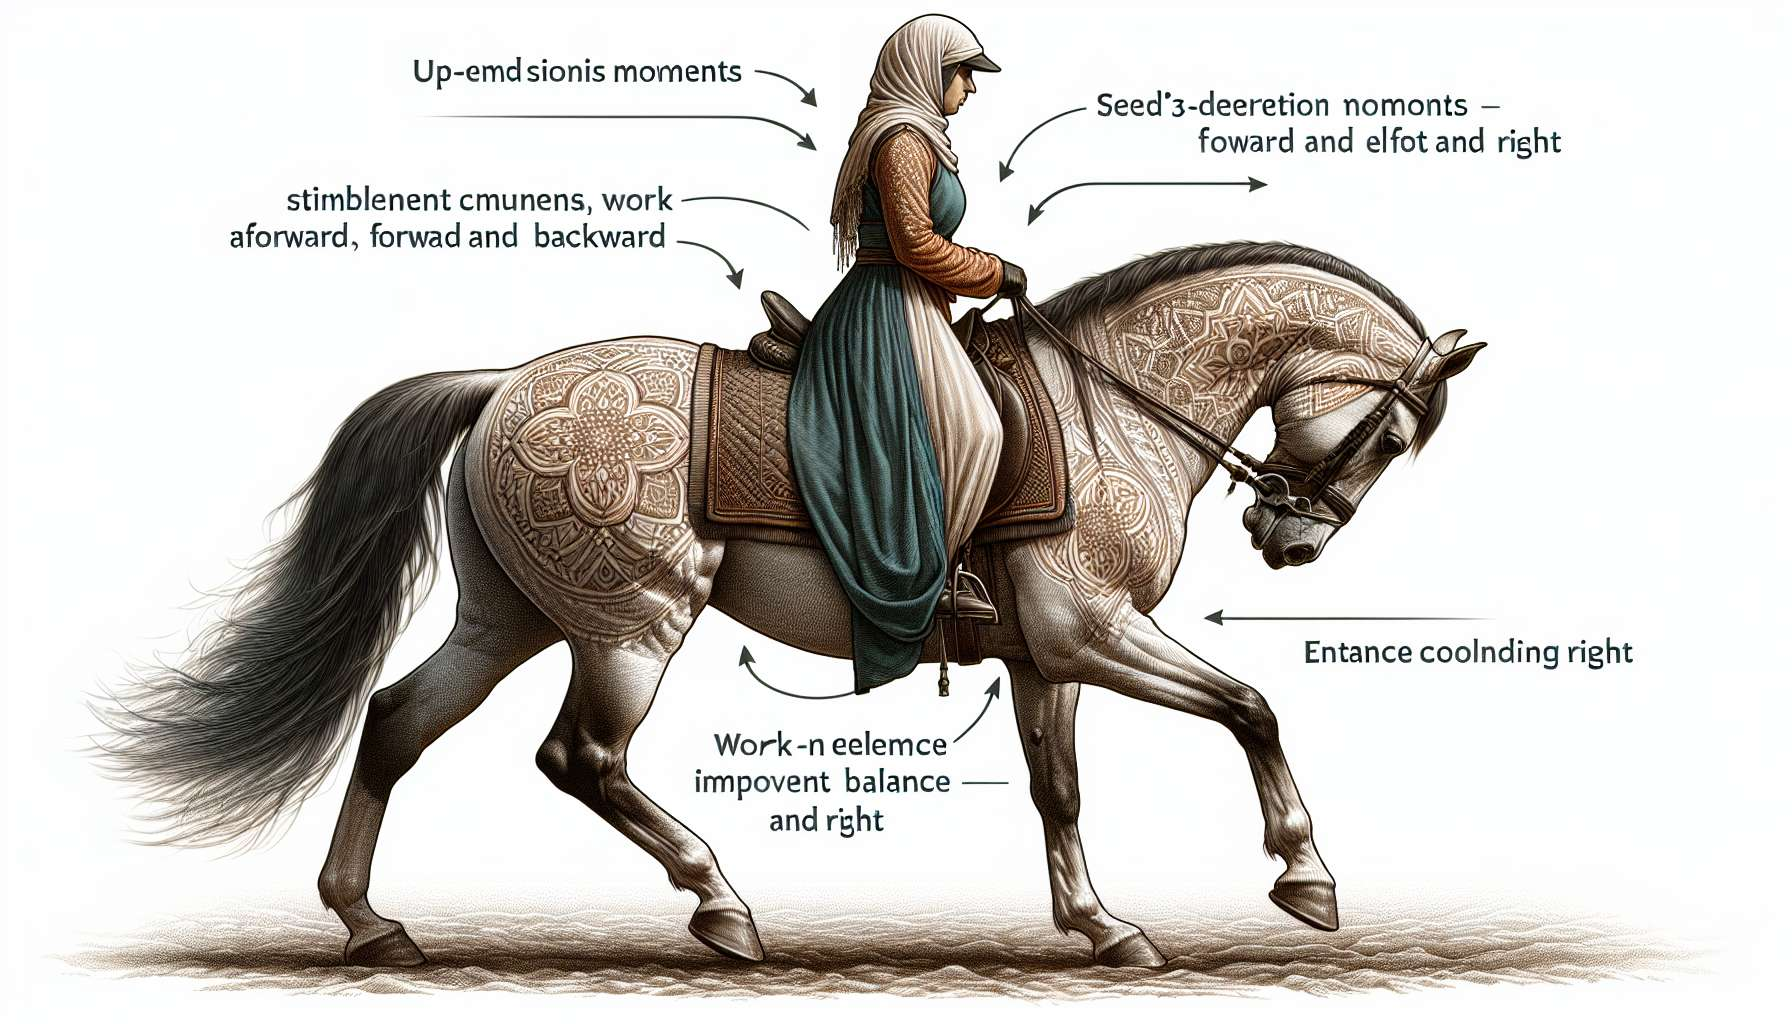 Up-emd sionis moments
Seed'3-deeretion nomonts –
foward and elfot and right
stimblenent cmunens, work
aforward, forwad and backward
Entance coolnding right
Work-n eelemce
impovent balance —
and right